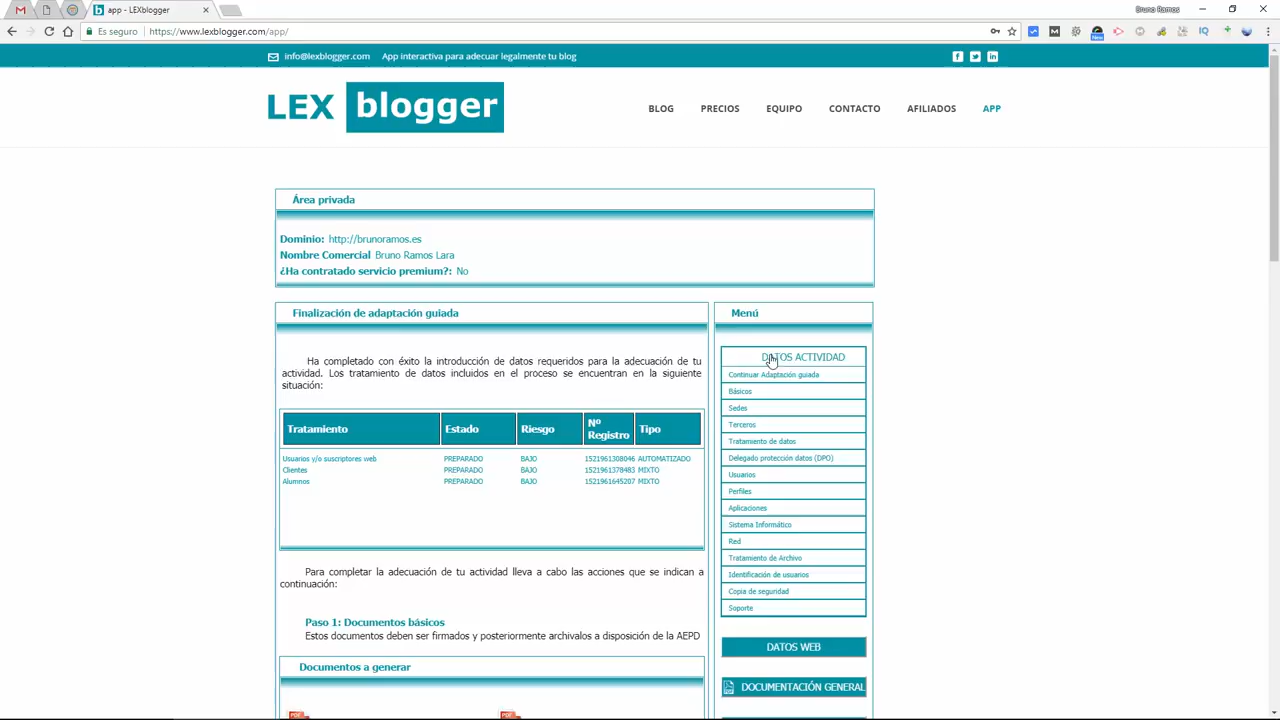 app - LEXblogger
Bruno Ramos
Es seguro
https://www.lexblogger.com/app/
New
info@lexblogger.com
App interactiva para adecuar legalmente tu blog
LEX blogger
BLOG
PRECIOS
EQUIPO
CONTACTO
AFILIADOS
APP
Área privada
Dominio: http://brunoramos.es
Nombre Comercial Bruno Ramos Lara
¿Ha contratado servicio premium?: No
Finalización de adaptación guiada
Ha completado con éxito la introducción de datos requeridos para la adecuación de tu
actividad. Los tratamiento de datos incluidos en el proceso se encuentran en la siguiente
situación:
Tratamiento Estado Riesgo Nº Registro Tipo
Usuarios y/o suscriptores web PREPARADO BAJO 1521961308046 AUTOMATIZADO
Clientes PREPARADO BAJO 1521961378483 MIXTO
Alumnos PREPARADO BAJO 1521961645207 MIXTO
Para completar la adecuación de tu actividad lleva a cabo las acciones que se indican a
continuación:
Paso 1: Documentos básicos
Estos documentos deben ser firmados y posteriormente archivalos a disposición de la AEPD
Documentos a generar
PDF
PDF
Menú
DATOS ACTIVIDAD
Continuar Adaptación guiada
Básicos
Sedes
Terceros
Tratamiento de datos
Delegado protección datos (DPO)
Usuarios
Perfiles
Aplicaciones
Sistema Informático
Red
Tratamiento de Archivo
Identificación de usuarios
Copia de seguridad
Soporte
DATOS WEB
DOCUMENTACIÓN GENERAL